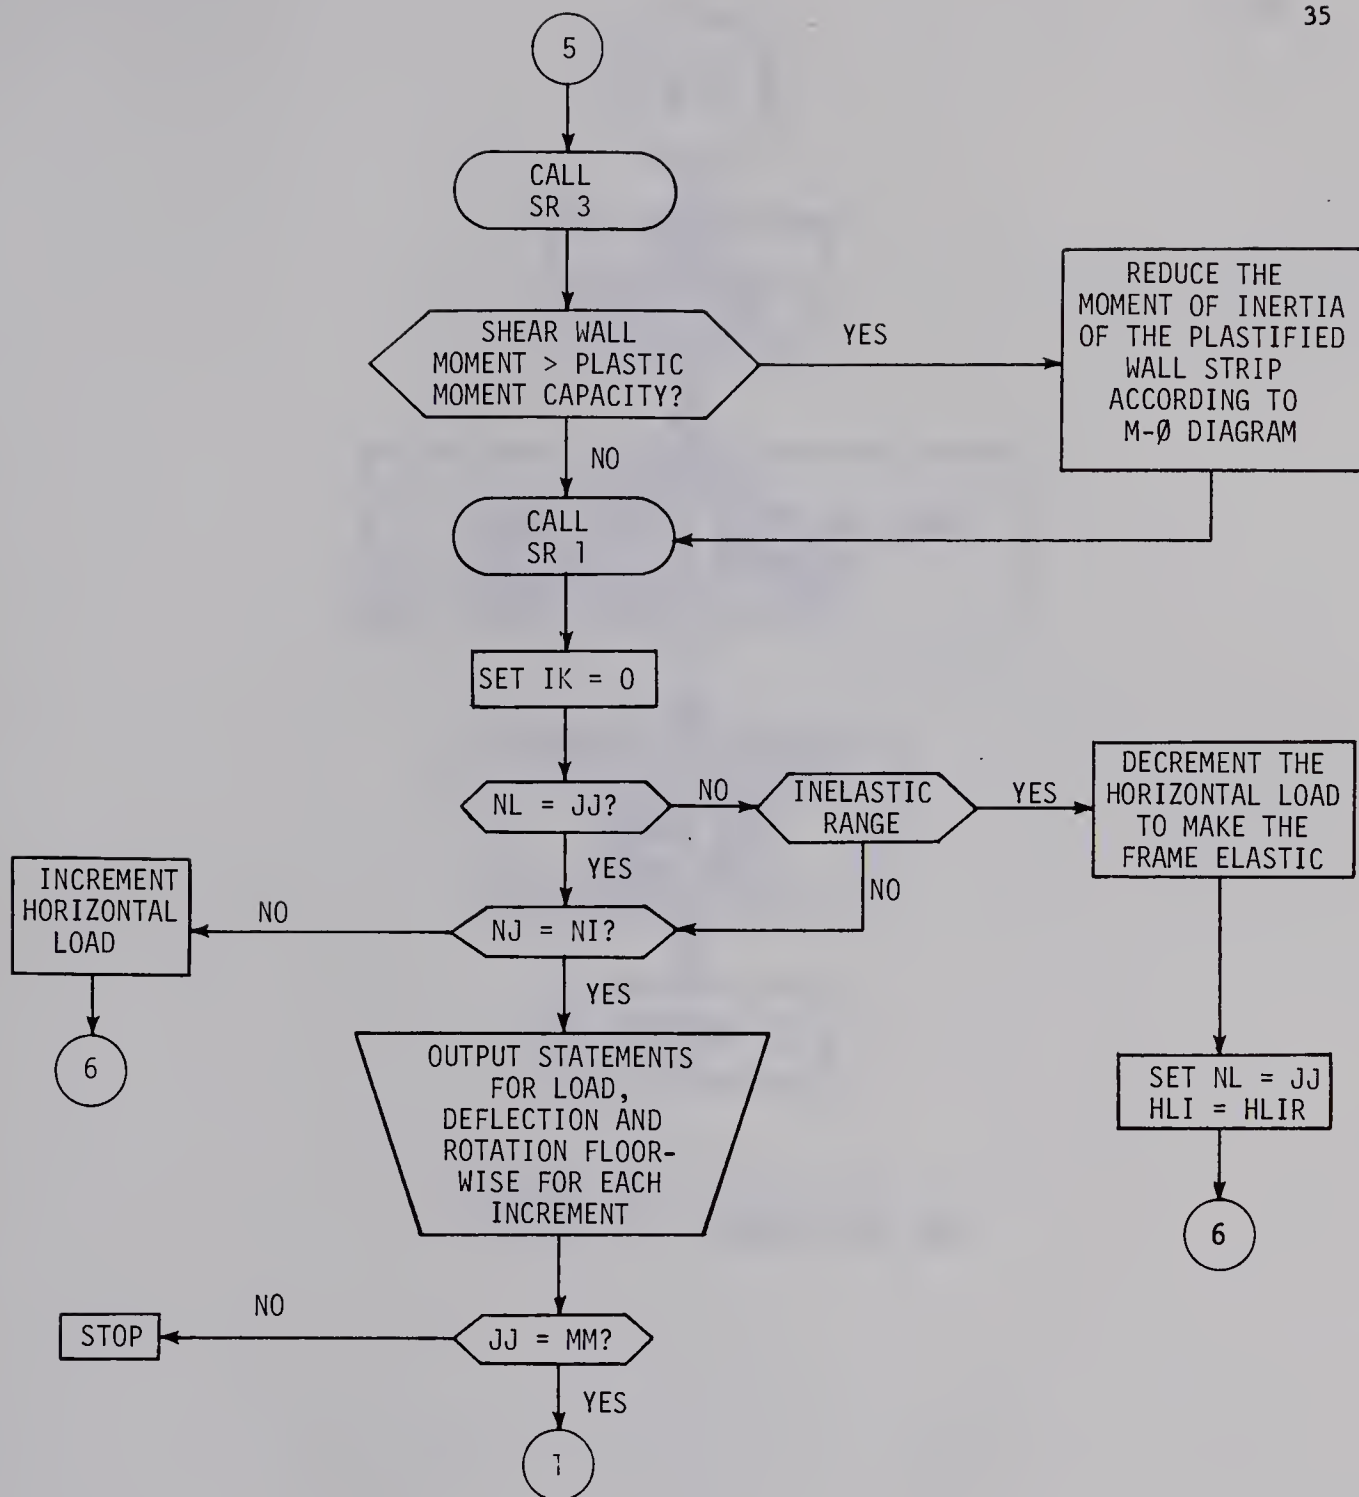 35
5
CALL
SR 3
SHEAR WALL
MOMENT > PLASTIC
MOMENT CAPACITY?
YES
REDUCE THE
MOMENT OF INERTIA
OF THE PLASTIFIED
WALL STRIP
ACCORDING TO
M-Ø DIAGRAM
NO
CALL
SR 1
SET IK = 0
NL = JJ?
NO
INELASTIC
RANGE
YES
DECREMENT THE
HORIZONTAL LOAD
TO MAKE THE
FRAME ELASTIC
YES
NO
INCREMENT
HORIZONTAL
LOAD
NO
NJ = NI?
YES
6
OUTPUT STATEMENTS
FOR LOAD,
DEFLECTION AND
ROTATION FLOOR-
WISE FOR EACH
INCREMENT
SET NL = JJ
HLI = HLIR
6
STOP
NO
JJ = MM?
YES
1